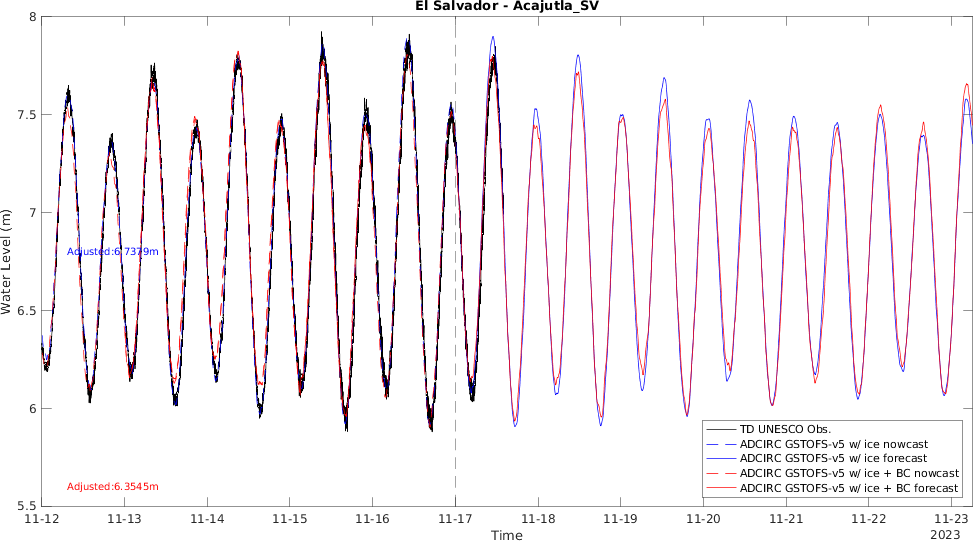 El Salvador - Acajutla_SV
8
7.5
7
6.5
6
5.5
Water Level (m)
Adjusted:6.7379m
Adjusted:6.3545m
TD UNESCO Obs.
ADCIRC GSTOFS-v5 w/ ice nowcast
ADCIRC GSTOFS-v5 w/ ice forecast
ADCIRC GSTOFS-v5 w/ ice + BC nowcast
ADCIRC GSTOFS-v5 w/ ice + BC forecast
11-12 11-13 11-14 11-15 11-16 11-17 11-18 11-19 11-20 11-21 11-22 11-23
Time
2023